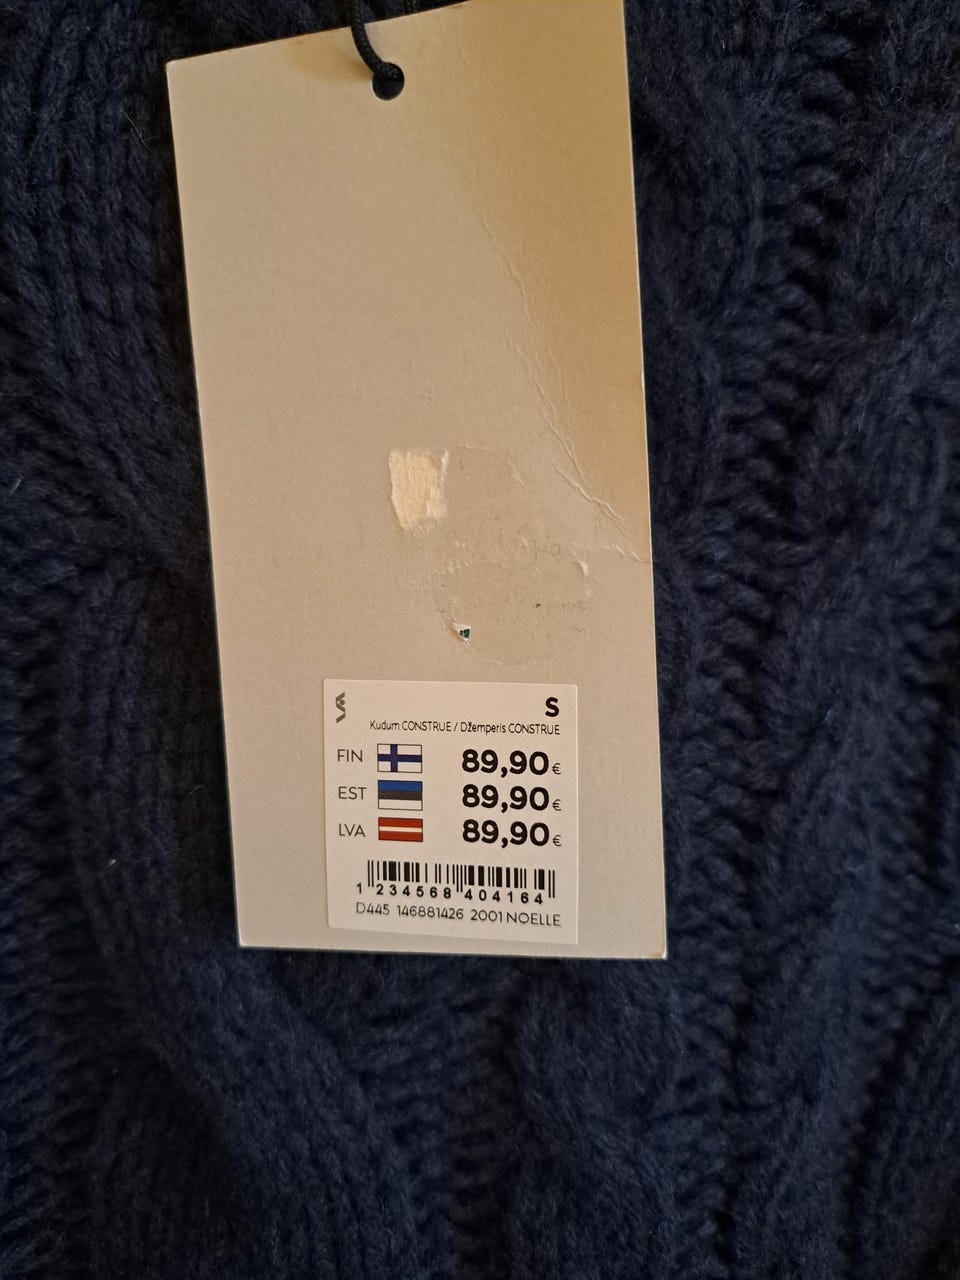 S
Kudum CONSTRUE / Džemperis CONSTRUE
FIN 89,90€
EST 89,90€
LVA 89,90€
1 234568 404164
D445 146881426 2001 NOELLE